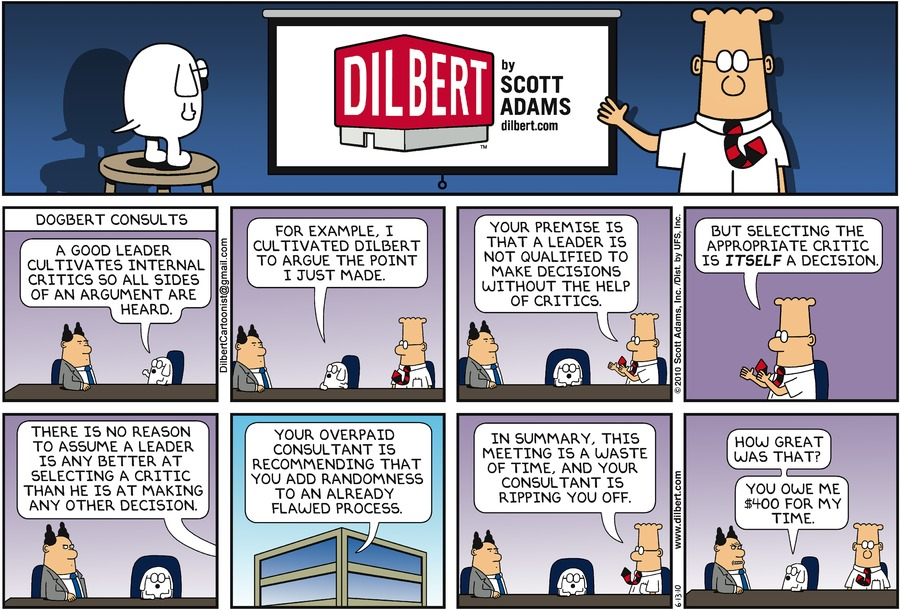 DILBERT
™
by
SCOTT
ADAMS
dilbert.com
DOGBERT CONSULTS
A GOOD LEADER
CULTIVATES INTERNAL
CRITICS SO ALL SIDES
OF AN ARGUMENT ARE
HEARD.
DilbertCartoonist@gmail.com
FOR EXAMPLE, I
CULTIVATED DILBERT
TO ARGUE THE POINT
I JUST MADE.
YOUR PREMISE IS
THAT A LEADER IS
NOT QUALIFIED TO
MAKE DECISIONS
WITHOUT THE HELP
OF CRITICS.
© 2010 Scott Adams, Inc. /Dist. by UFS, Inc.
BUT SELECTING THE
APPROPRIATE CRITIC
IS ITSELF A DECISION.
THERE IS NO REASON
TO ASSUME A LEADER
IS ANY BETTER AT
SELECTING A CRITIC
THAN HE IS AT MAKING
ANY OTHER DECISION.
YOUR OVERPAID
CONSULTANT IS
RECOMMENDING THAT
YOU ADD RANDOMNESS
TO AN ALREADY
FLAWED PROCESS.
IN SUMMARY, THIS
MEETING IS A WASTE
OF TIME, AND YOUR
CONSULTANT IS
RIPPING YOU OFF.
6-13-10
www.dilbert.com
HOW GREAT
WAS THAT?
YOU OWE ME
$400 FOR MY
TIME.